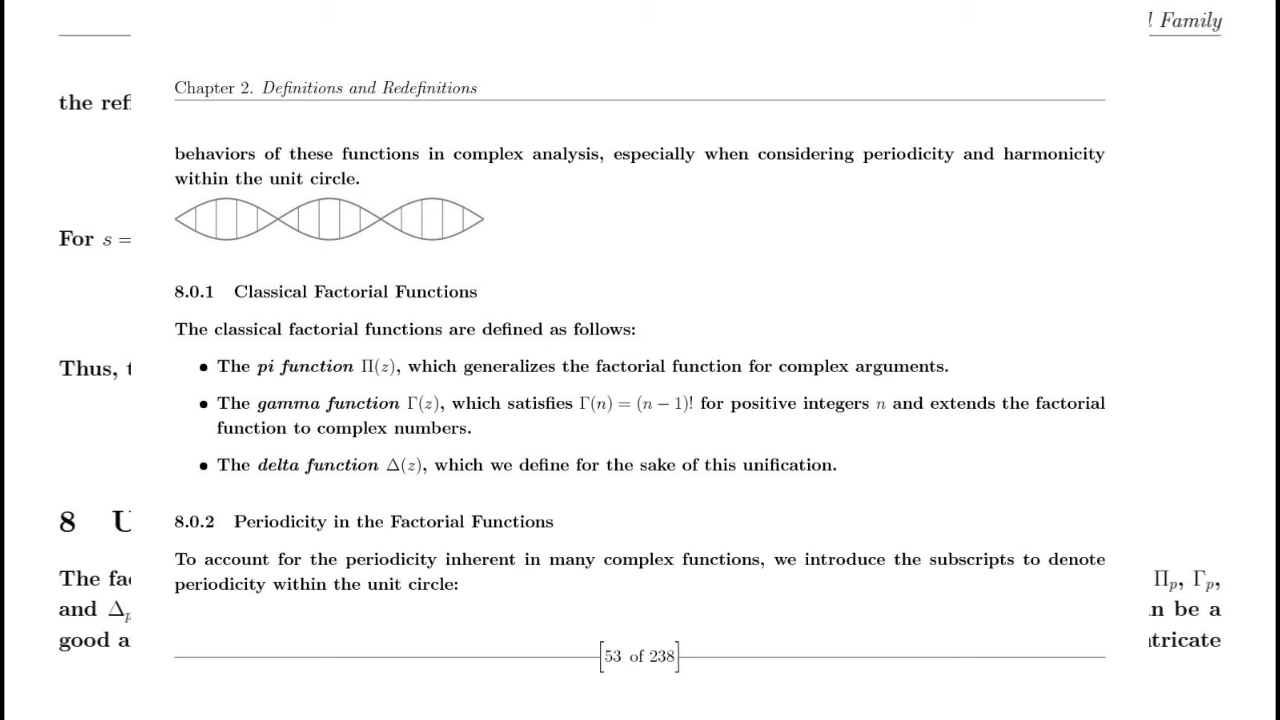 l Family
Chapter 2. Definitions and Redefinitions
the ref
behaviors of these functions in complex analysis, especially when considering periodicity and harmonicity
within the unit circle.
For s =
8.0.1 Classical Factorial Functions
The classical factorial functions are defined as follows:
Thus, t
• The pi function Π(z), which generalizes the factorial function for complex arguments.
• The gamma function Γ(z), which satisfies Γ(n) = (n − 1)! for positive integers n and extends the factorial
function to complex numbers.
• The delta function Δ(z), which we define for the sake of this unification.
8 U
8.0.2 Periodicity in the Factorial Functions
To account for the periodicity inherent in many complex functions, we introduce the subscripts to denote
periodicity within the unit circle:
The fa
Πₚ, Γₚ,
and Δₚ
n be a
good a
tricate
53 of 238